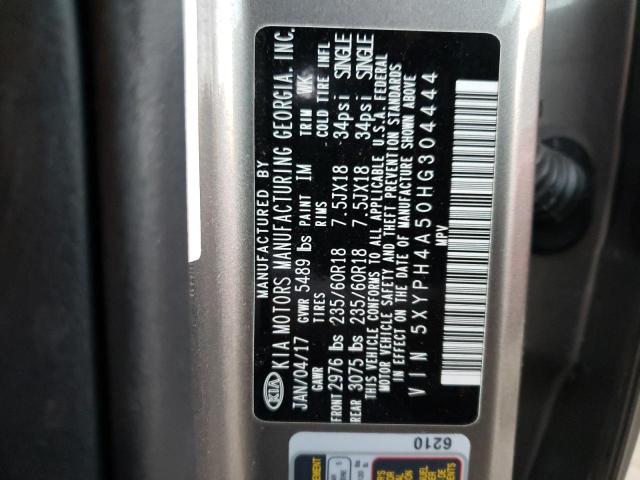 MANUFACTURED BY
KIA KIA MOTORS MANUFACTURING GEORGIA, INC.
JAN/04/17 GVWR 5489 lbs PAINT IM TRIM WK
GAWR TIRES RIMS COLD TIRE INFL
FRONT 2976 lbs 235/60R18 7.5JX18 34psi SINGLE
REAR 3075 lbs 235/60R18 7.5JX18 34psi SINGLE
THIS VEHICLE CONFORMS TO ALL APPLICABLE U.S.A. FEDERAL
MOTOR VEHICLE SAFETY AND THEFT PREVENTION STANDARDS
IN EFFECT ON THE DATE OF MANUFACTURE SHOWN ABOVE
VIN 5XYPH4A50HG304444
MPV
6210